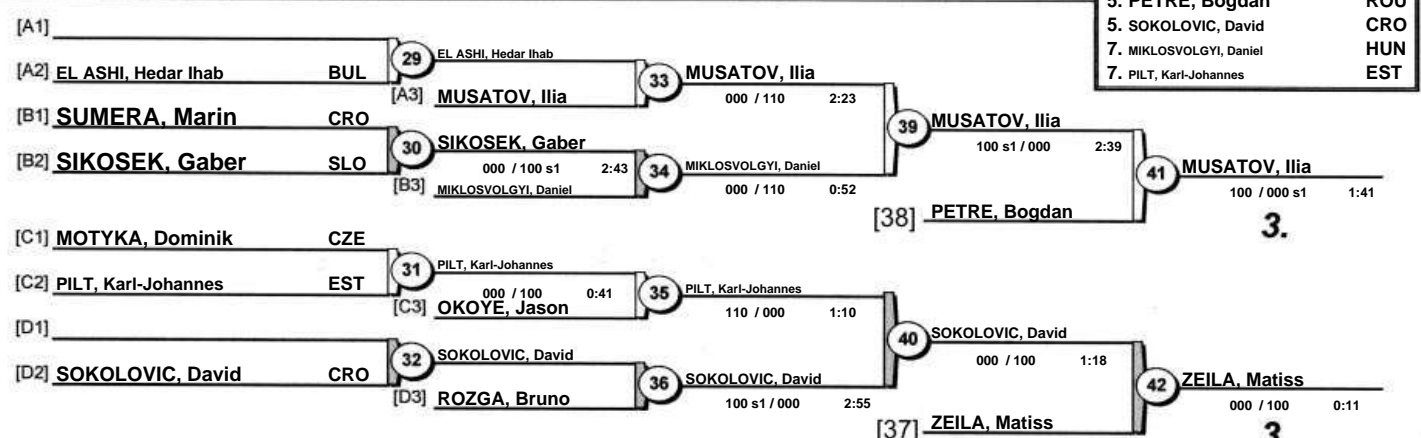 5. PETRE, Bogdan ROU
5. SOKOLOVIC, David CRO
7. MIKLOSVOLGYI, Daniel HUN
7. PILT, Karl-Johannes EST
[A1]
[A2] EL ASHI, Hedar Ihab BUL
29
EL ASHI, Hedar Ihab
[A3] MUSATOV, Ilia
33
MUSATOV, Ilia
000 / 110 2:23
[B1] SUMERA, Marin CRO
[B2] SIKOSEK, Gaber SLO
30
SIKOSEK, Gaber
000 / 100 s1 2:43
[B3] MIKLOSVOLGYI, Daniel
34
MIKLOSVOLGYI, Daniel
000 / 110 0:52
39
MUSATOV, Ilia
100 s1 / 000 2:39
[38] PETRE, Bogdan
41
MUSATOV, Ilia
100 / 000 s1 1:41
3.
[C1] MOTYKA, Dominik CZE
[C2] PILT, Karl-Johannes EST
31
PILT, Karl-Johannes
000 / 100 0:41
[C3] OKOYE, Jason
35
PILT, Karl-Johannes
110 / 000 1:10
[D1]
[D2] SOKOLOVIC, David CRO
32
SOKOLOVIC, David
[D3] ROZGA, Bruno
36
SOKOLOVIC, David
100 s1 / 000 2:55
40
SOKOLOVIC, David
000 / 100 1:18
[37] ZEILA, Matiss
42
ZEILA, Matiss
000 / 100 0:11
3.